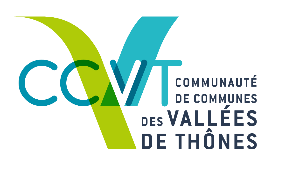 CCVT
COMMUNAUTÉ
DE COMMUNES
DES VALLÉES
DE THÔNES